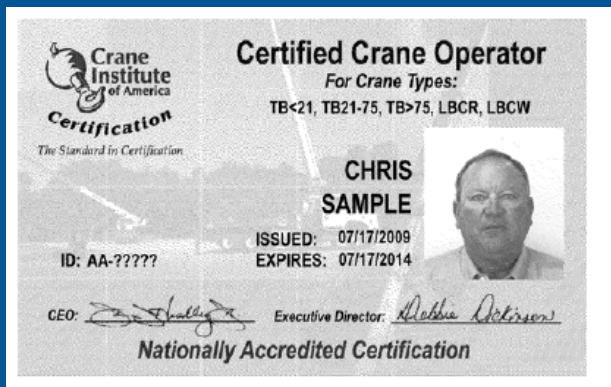 Crane
Institute
of America
Certification
The Standard in Certification
Certified Crane Operator
For Crane Types:
TB<21, TB21-75, TB>75, LBCR, LBCW
CHRIS
SAMPLE
ISSUED: 07/17/2009
ID: AA-?????
EXPIRES: 07/17/2014
CEO:
Executive Director: Debbie Dickinson
Nationally Accredited Certification